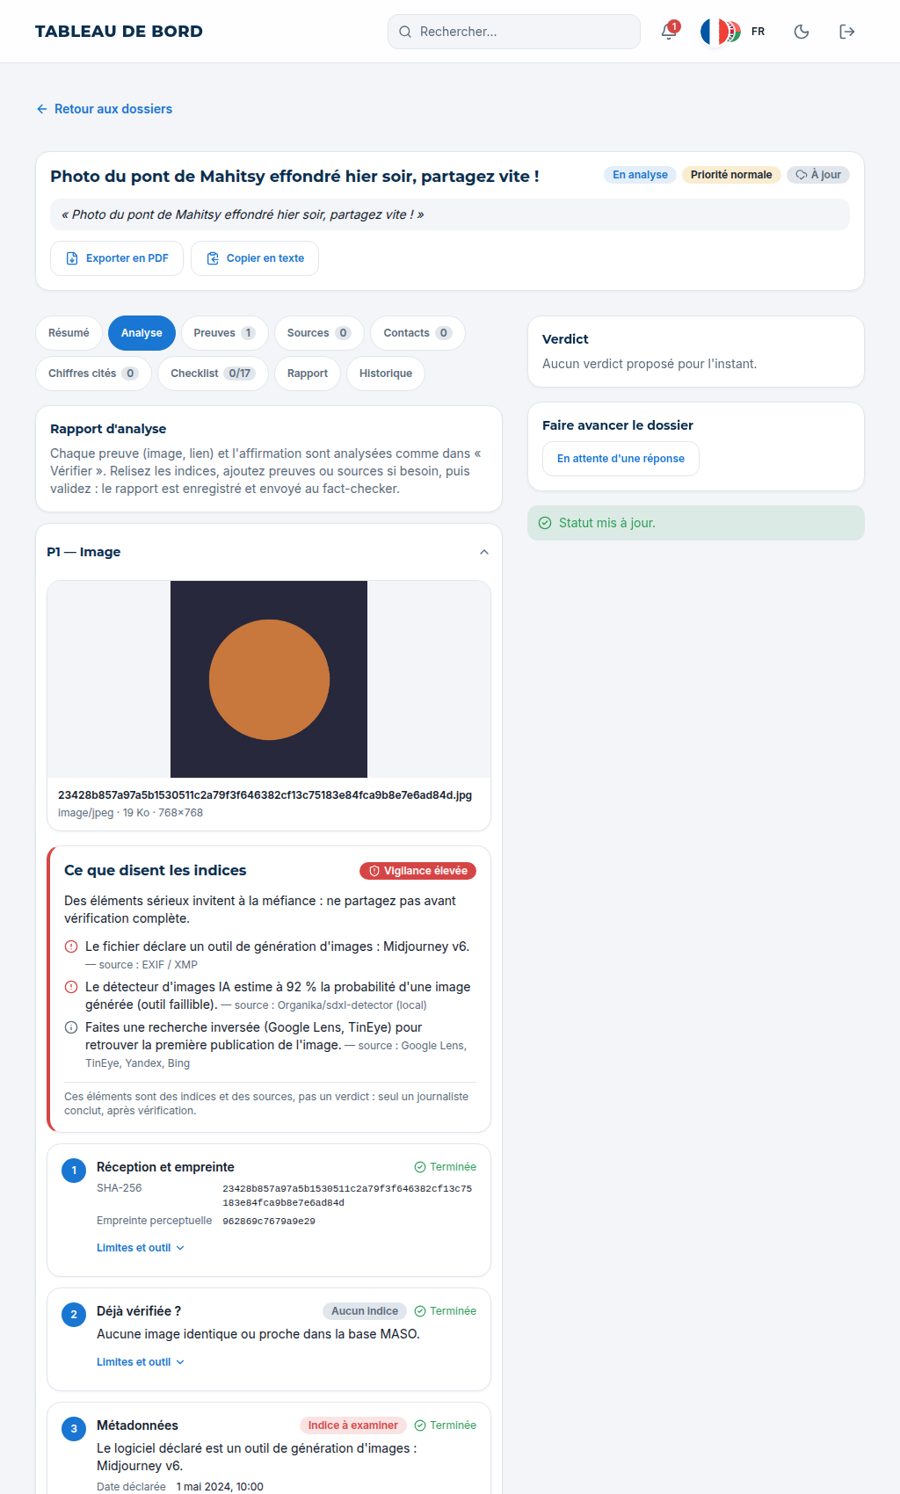 TABLEAU DE BORD
Rechercher...
1
FR
Retour aux dossiers
Photo du pont de Mahitsy effondré hier soir, partagez vite !
En analyse
Priorité normale
À jour
« Photo du pont de Mahitsy effondré hier soir, partagez vite ! »
Exporter en PDF
Copier en texte
Résumé
Analyse
Preuves 1
Sources 0
Contacts 0
Chiffres cités 0
Checklist 0/17
Rapport
Historique
Rapport d'analyse
Chaque preuve (image, lien) et l'affirmation sont analysées comme dans «
Vérifier ». Relisez les indices, ajoutez preuves ou sources si besoin, puis
validez : le rapport est enregistré et envoyé au fact-checker.
Verdict
Aucun verdict proposé pour l'instant.
Faire avancer le dossier
En attente d'une réponse
Statut mis à jour.
P1 — Image
23428b857a97a5b1530511c2a79f3f646382cf13c75183e84fca9b8e7e6ad84d.jpg
image/jpeg · 19 Ko · 768×768
Ce que disent les indices
Vigilance élevée
Des éléments sérieux invitent à la méfiance : ne partagez pas avant
vérification complète.
Le fichier déclare un outil de génération d'images : Midjourney v6.
— source : EXIF / XMP
Le détecteur d'images IA estime à 92 % la probabilité d'une image
générée (outil faillible). — source : Organika/sdxl-detector (local)
Faites une recherche inversée (Google Lens, TinEye) pour
retrouver la première publication de l'image. — source : Google Lens,
TinEye, Yandex, Bing
Ces éléments sont des indices et des sources, pas un verdict : seul un journaliste
conclut, après vérification.
1
Réception et empreinte
Terminée
SHA-256
23428b857a97a5b1530511c2a79f3f646382cf13c75
183e84fca9b8e7e6ad84d
Empreinte perceptuelle
962869c7679a9e29
Limites et outil
2
Déjà vérifiée ?
Aucun indice
Terminée
Aucune image identique ou proche dans la base MASO.
Limites et outil
3
Métadonnées
Indice à examiner
Terminée
Le logiciel déclaré est un outil de génération d'images :
Midjourney v6.
Date déclarée
1 mai 2024, 10:00